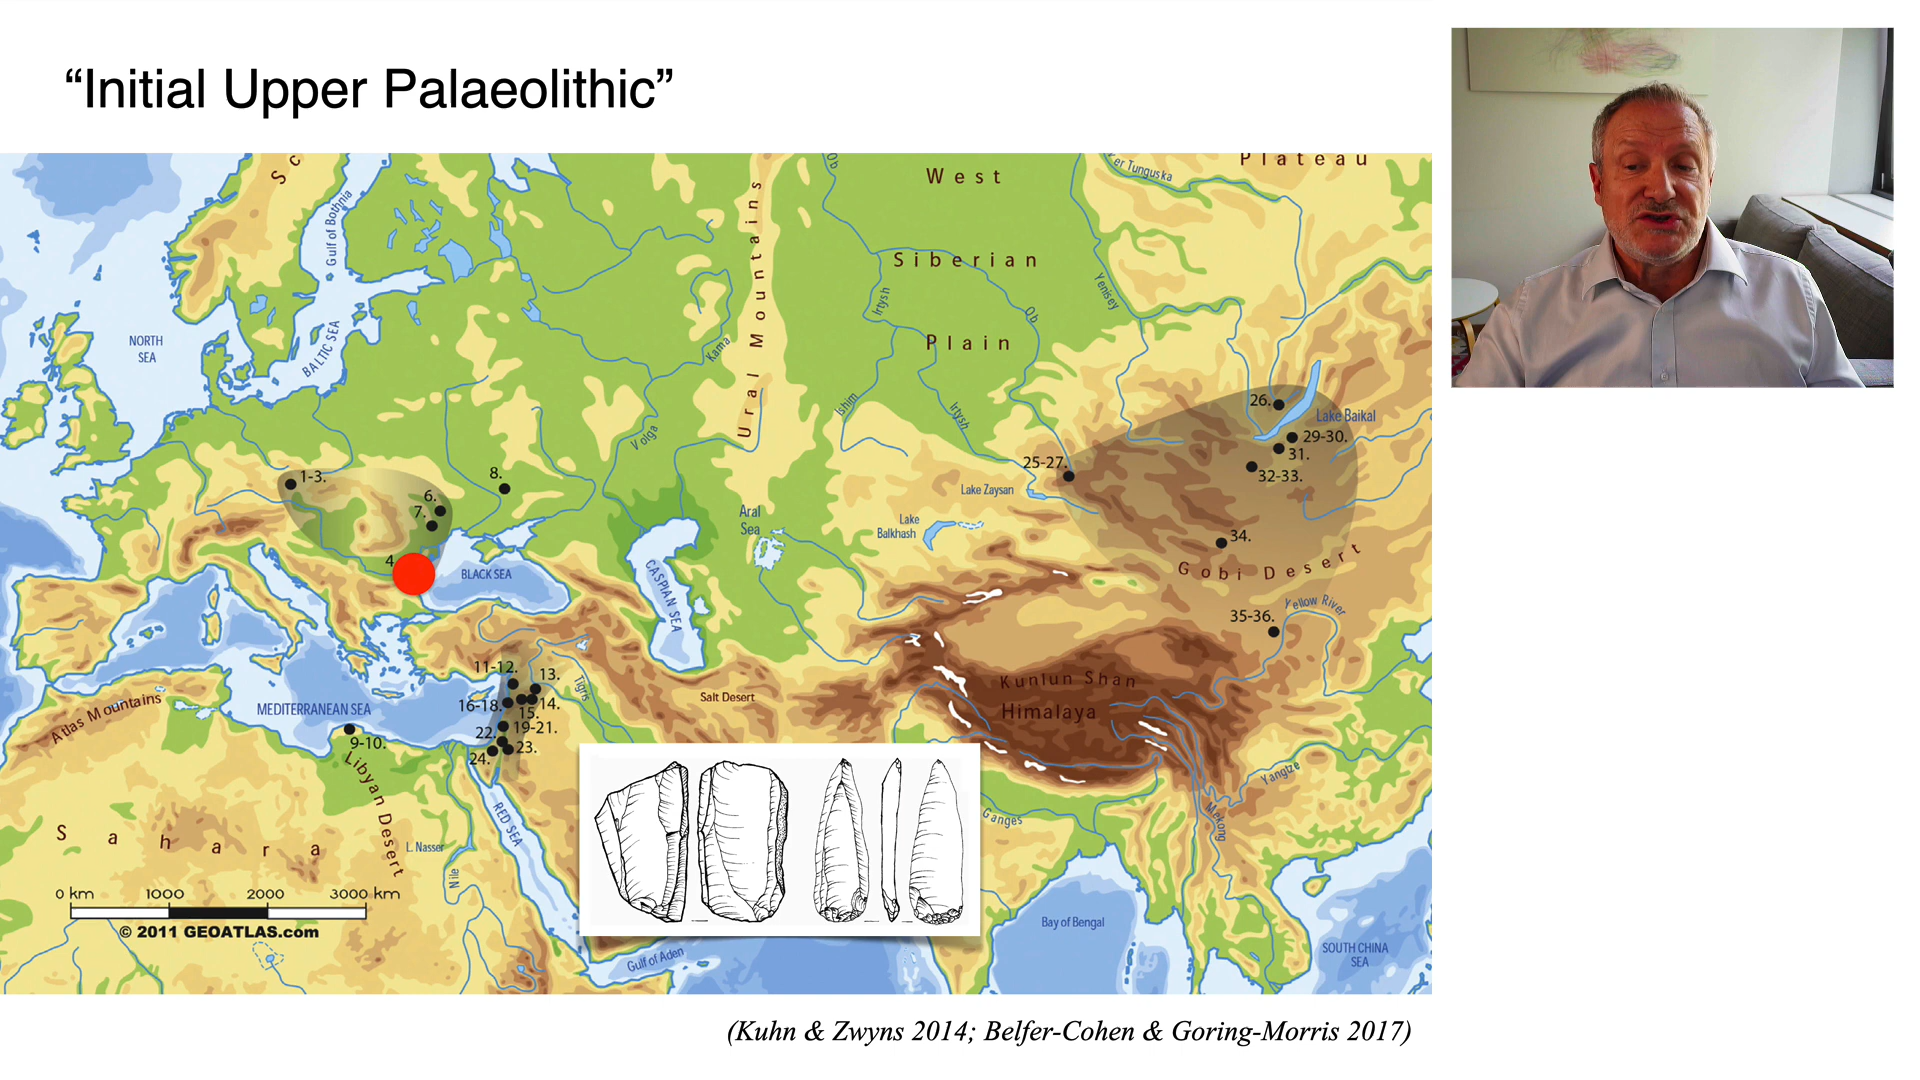 “Initial Upper Palaeolithic”
Plateau
West
Siberian
Plain
Ural Mountains
Gulf of Bothnia
BALTIC SEA
NORTH
SEA
Irtysh
Ob
Yenisey
Kama
Volga
Ishim
Irtysh
26.
Lake Baikal
29-30.
31.
32-33.
25-27.
Lake Zaysan
1-3.
8.
6.
7.
Aral
Sea
Lake
Balkhash
34.
Gobi Desert
4
BLACK SEA
CASPIAN SEA
35-36.
Yellow River
11-12.
13.
Tigris
14.
15.
16-18.
19-21.
22.
23.
24.
Salt Desert
Kunlun Shan
Himalaya
Atlas Mountains
MEDITERRANEAN SEA
9-10.
Libyan Desert
Yangtze
Mekong
Ganges
RED SEA
Sahara
L. Nasser
Nile
0 km 1000 2000 3000 km
© 2011 GEOATLAS.com
Gulf of Aden
Bay of Bengal
SOUTH CHINA
SEA
(Kuhn & Zwyns 2014; Belfer-Cohen & Goring-Morris 2017)